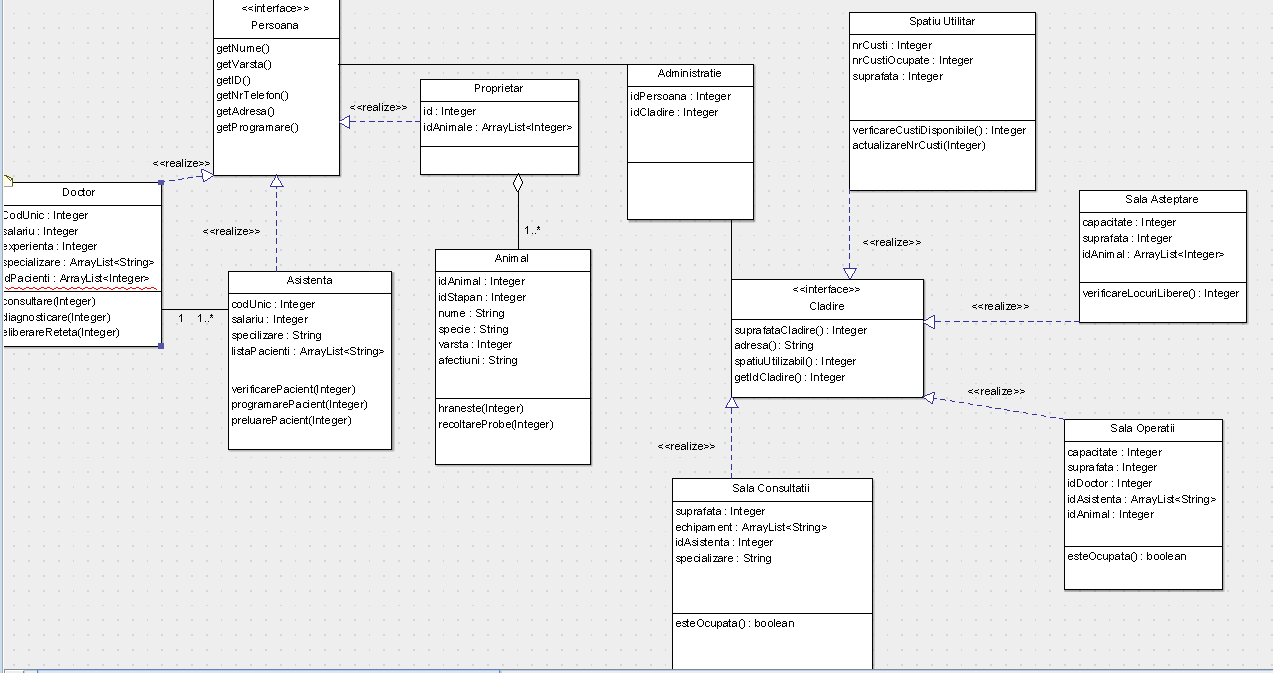 <<interface>>
Persoana
getNume()
getVarsta()
getID()
getNrTelefon()
getAdresa()
getProgramare()
<<realize>>
Proprietar
id : Integer
idAnimale : ArrayList<Integer>
Administratie
idPersoana : Integer
idCladire : Integer
Spatiu Utilitar
nrCusti : Integer
nrCustiOcupate : Integer
suprafata : Integer
verficareCustiDisponibile() : Integer
actualizareNrCusti(Integer)
<<realize>>
Doctor
CodUnic : Integer
salariu : Integer
experienta : Integer
specializare : ArrayList<String>
dPacienti : ArrayList<Integer>
consultare(Integer)
diagnosticare(Integer)
eliberareReteta(Integer)
<<realize>>
1 1..*
Asistenta
codUnic : Integer
salariu : Integer
specilizare : String
listaPacienti : ArrayList<String>
verificarePacient(Integer)
programarePacient(Integer)
preluarePacient(Integer)
1..*
Animal
idAnimal : Integer
idStapan : Integer
nume : String
specie : String
varsta : Integer
afectiuni : String
hraneste(Integer)
recoltareProbe(Integer)
<<realize>>
<<interface>>
Cladire
suprafataCladire() : Integer
adresa() : String
spatiuUtilizabil() : Integer
getIdCladire() : Integer
Sala Asteptare
capacitate : Integer
suprafata : Integer
idAnimal : ArrayList<Integer>
verificareLocuriLibere() : Integer
<<realize>>
<<realize>>
Sala Operatii
capacitate : Integer
suprafata : Integer
idDoctor : Integer
idAsistenta : ArrayList<String>
idAnimal : Integer
esteOcupata() : boolean
<<realize>>
Sala Consultatii
suprafata : Integer
echipament : ArrayList<String>
idAsistenta : Integer
specializare : String
esteOcupata() : boolean